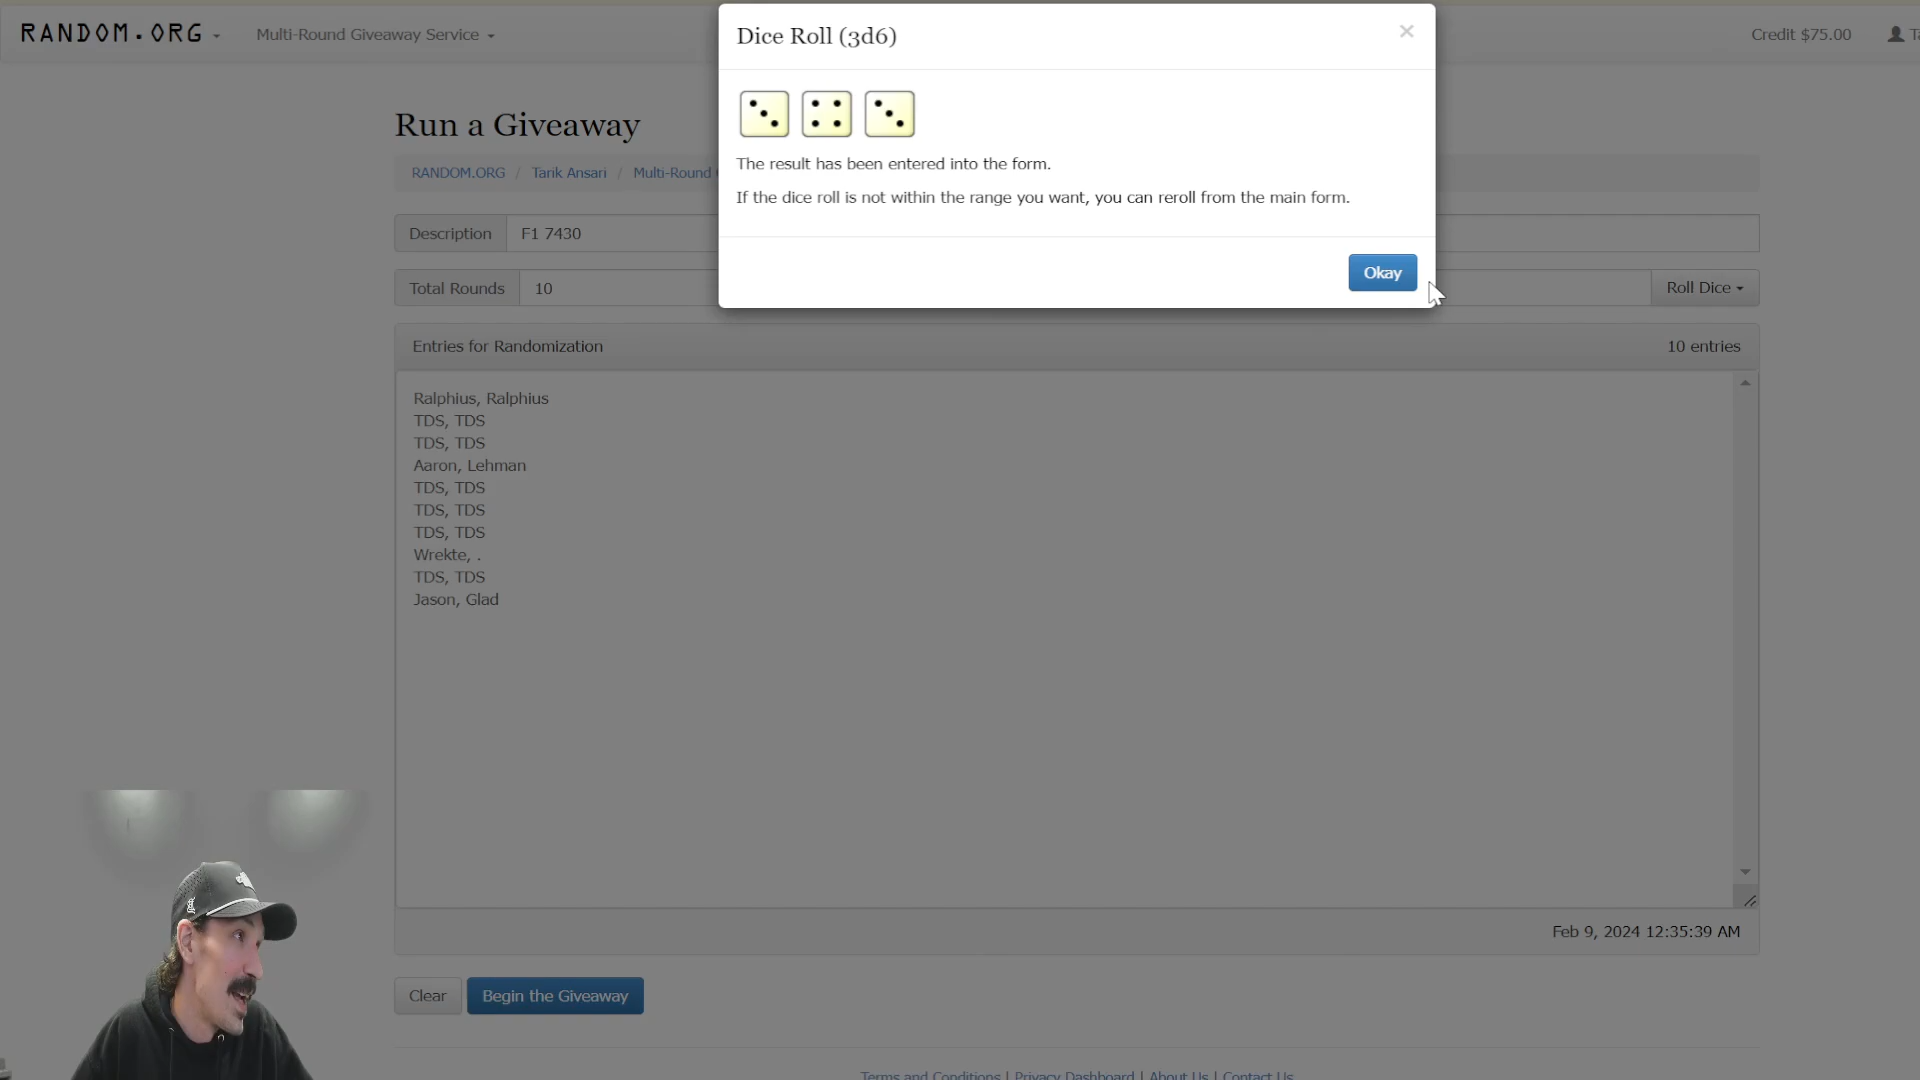 RANDOM.ORG
Multi-Round Giveaway Service
Credit $75.00
Dice Roll (3d6)
×
The result has been entered into the form.
If the dice roll is not within the range you want, you can reroll from the main form.
Okay
Run a Giveaway
RANDOM.ORG / Tarik Ansari / Multi-Round
Description F1 7430
Total Rounds 10
Roll Dice
Entries for Randomization
10 entries
Ralphius, Ralphius
TDS, TDS
TDS, TDS
Aaron, Lehman
TDS, TDS
TDS, TDS
TDS, TDS
Wrekte, .
TDS, TDS
Jason, Glad
Feb 9, 2024 12:35:39 AM
Clear
Begin the Giveaway
Terms and Conditions | Privacy Dashboard | About Us | Contact Us